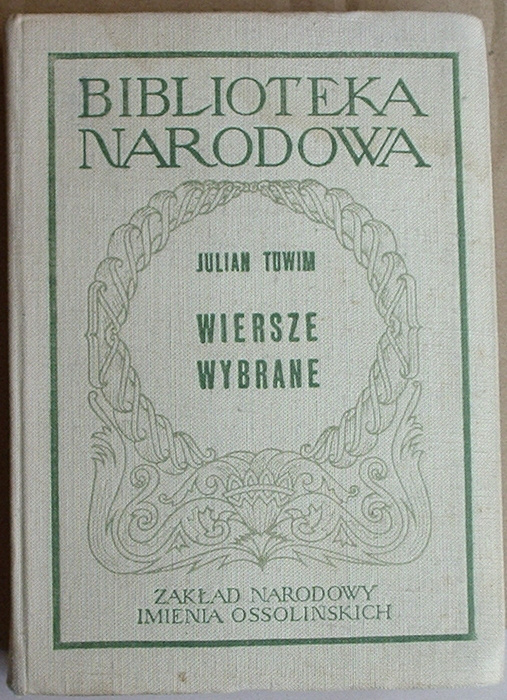 BIBLIOTEKA
NARODOWA
JULIAN TUWIM
WIERSZE
WYBRANE
ZAKŁAD NARODOWY
IMIENIA OSSOLIŃSKICH